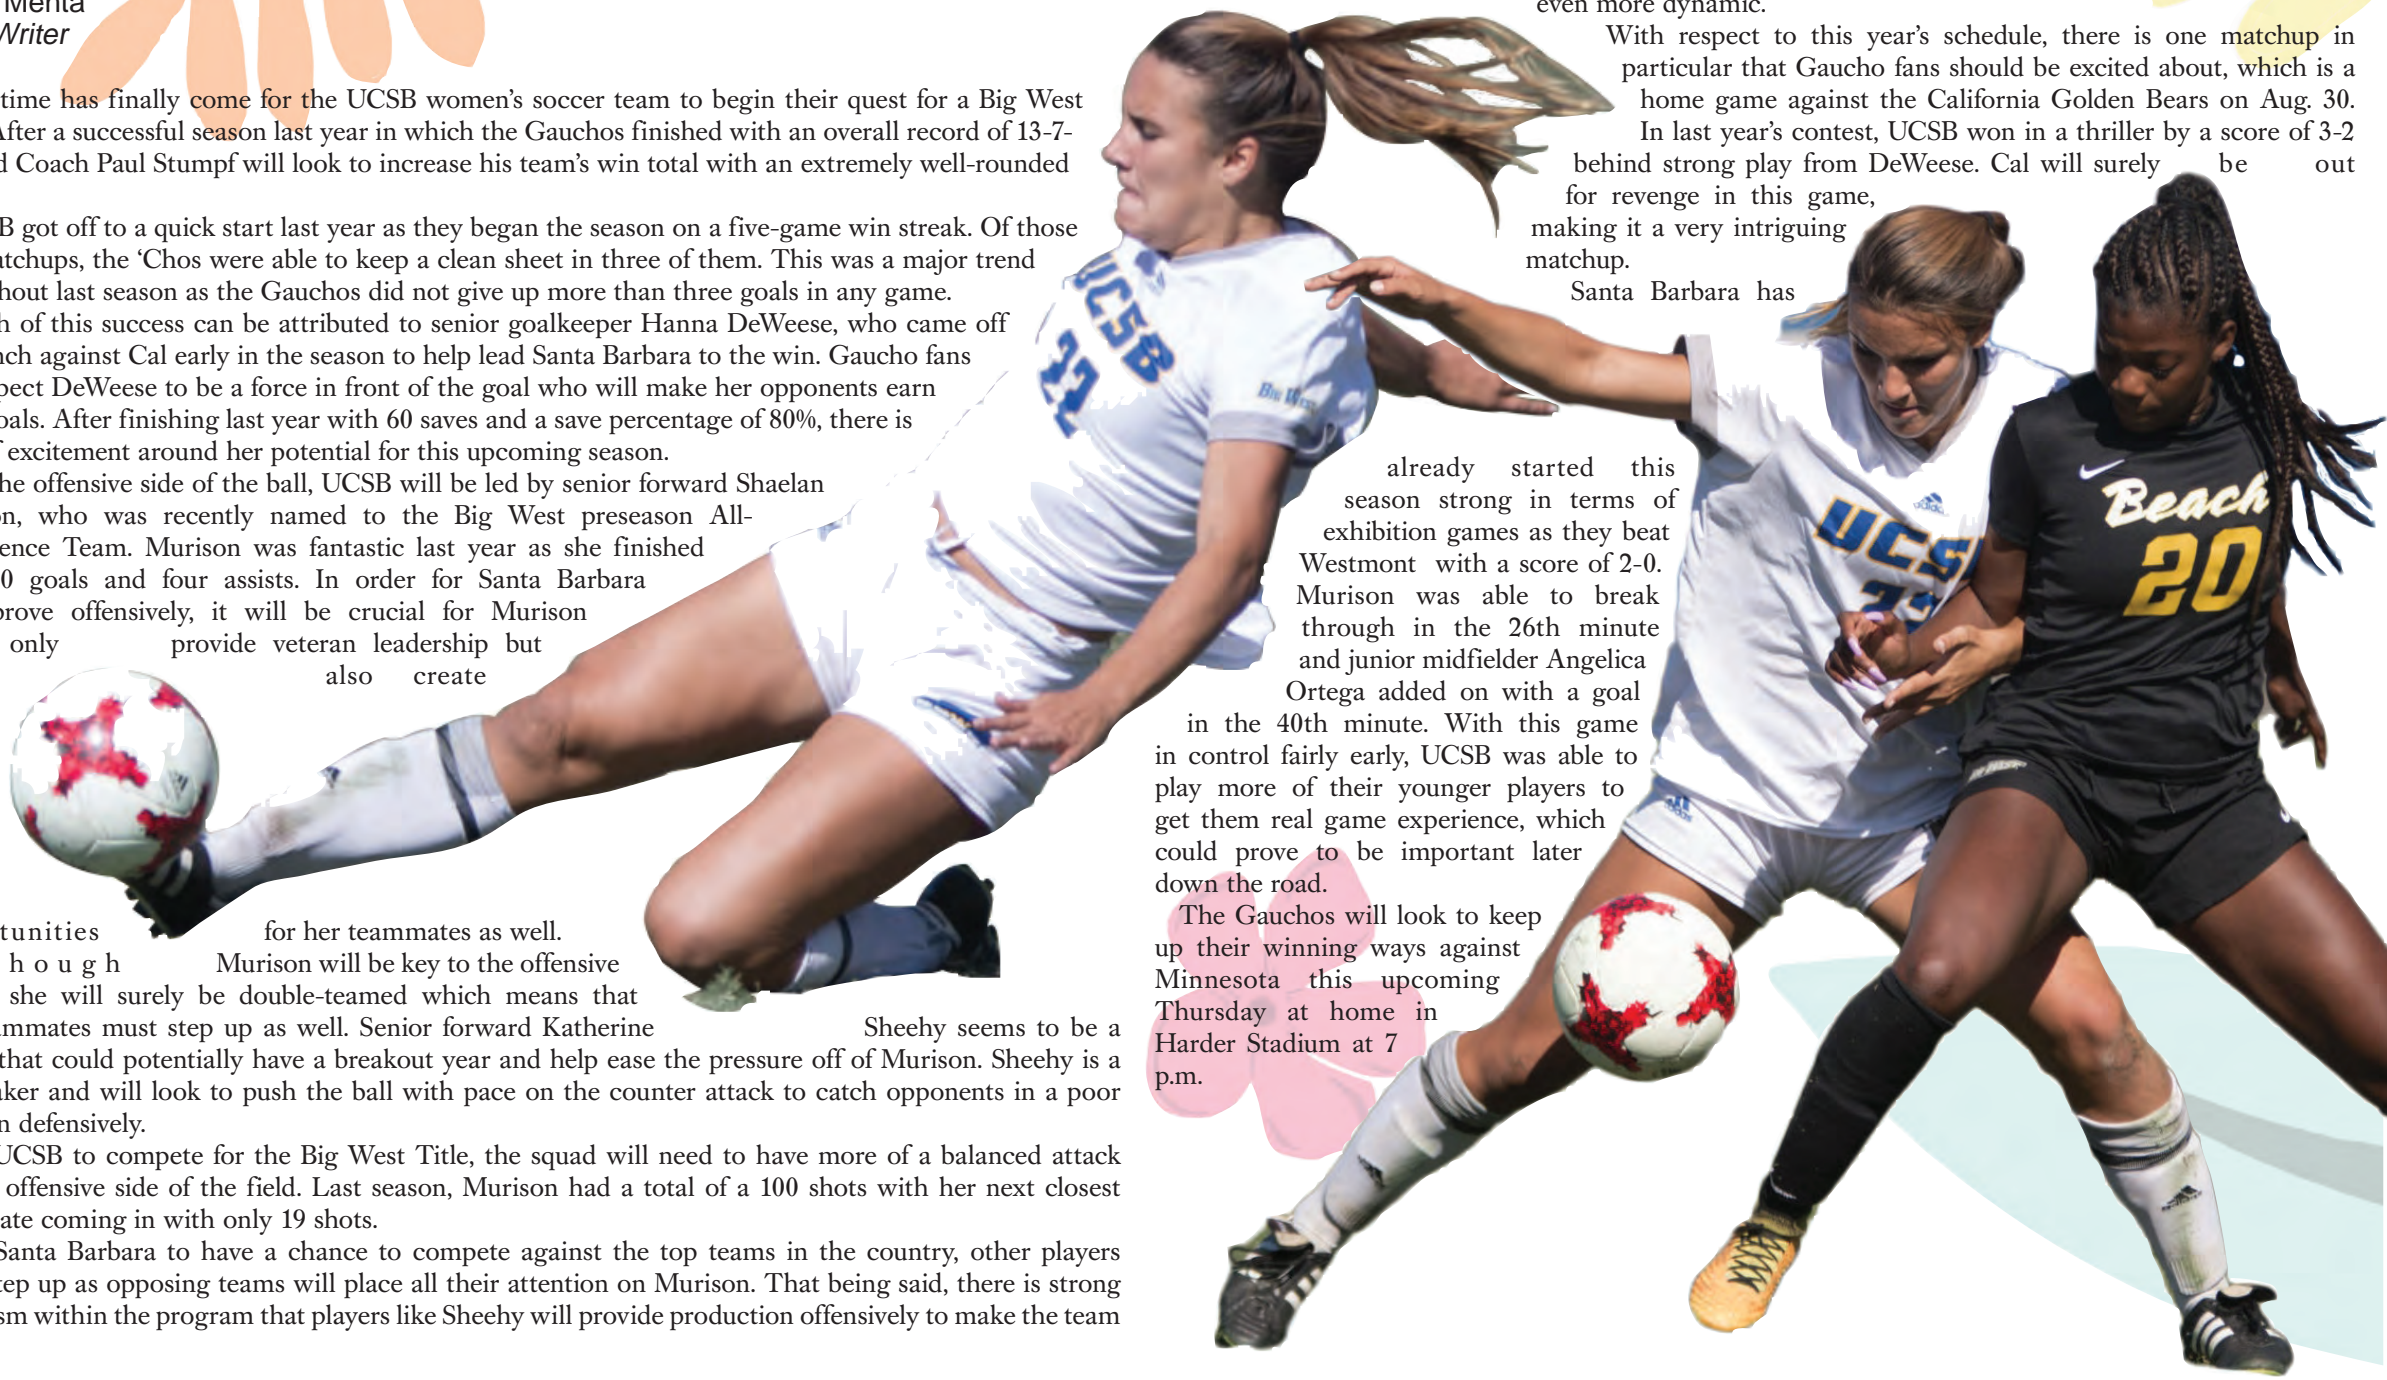 Menta
Writer
time has finally come for the UCSB women's soccer team to begin their quest for a Big West
After a successful season last year in which the Gauchos finished with an overall record of 13-7-
d Coach Paul Stumpf will look to increase his team's win total with an extremely well-rounded
B got off to a quick start last year as they began the season on a five-game win streak. Of those
atchups, the ‘Chos were able to keep a clean sheet in three of them. This was a major trend
hout last season as the Gauchos did not give up more than three goals in any game.
h of this success can be attributed to senior goalkeeper Hanna DeWeese, who came off
nch against Cal early in the season to help lead Santa Barbara to the win. Gaucho fans
pect DeWeese to be a force in front of the goal who will make her opponents earn
oals. After finishing last year with 60 saves and a save percentage of 80%, there is
f excitement around her potential for this upcoming season.
he offensive side of the ball, UCSB will be led by senior forward Shaelan
on, who was recently named to the Big West preseason All-
ence Team. Murison was fantastic last year as she finished
0 goals and four assists. In order for Santa Barbara
prove offensively, it will be crucial for Murison
only provide veteran leadership but
also create
tunities for her teammates as well.
hough Murison will be key to the offensive
she will surely be double-teamed which means that
ammates must step up as well. Senior forward Katherine Sheehy seems to be a
that could potentially have a breakout year and help ease the pressure off of Murison. Sheehy is a
aker and will look to push the ball with pace on the counter attack to catch opponents in a poor
n defensively.
UCSB to compete for the Big West Title, the squad will need to have more of a balanced attack
offensive side of the field. Last season, Murison had a total of a 100 shots with her next closest
ate coming in with only 19 shots.
Santa Barbara to have a chance to compete against the top teams in the country, other players
tep up as opposing teams will place all their attention on Murison. That being said, there is strong
sm within the program that players like Sheehy will provide production offensively to make the team
even more dynamic.
With respect to this year's schedule, there is one matchup in
particular that Gaucho fans should be excited about, which is a
home game against the California Golden Bears on Aug. 30.
In last year's contest, UCSB won in a thriller by a score of 3-2
behind strong play from DeWeese. Cal will surely be out
for revenge in this game,
making it a very intriguing
matchup.
Santa Barbara has
already started this
season strong in terms of
exhibition games as they beat
Westmont with a score of 2-0.
Murison was able to break
through in the 26th minute
and junior midfielder Angelica
Ortega added on with a goal
in the 40th minute. With this game
in control fairly early, UCSB was able to
play more of their younger players to
get them real game experience, which
could prove to be important later
down the road.
The Gauchos will look to keep
up their winning ways against
Minnesota this upcoming
Thursday at home in
Harder Stadium at 7
p.m.
UCSB
22
Big West
adidas
UCS
23
adidas
Beach
20